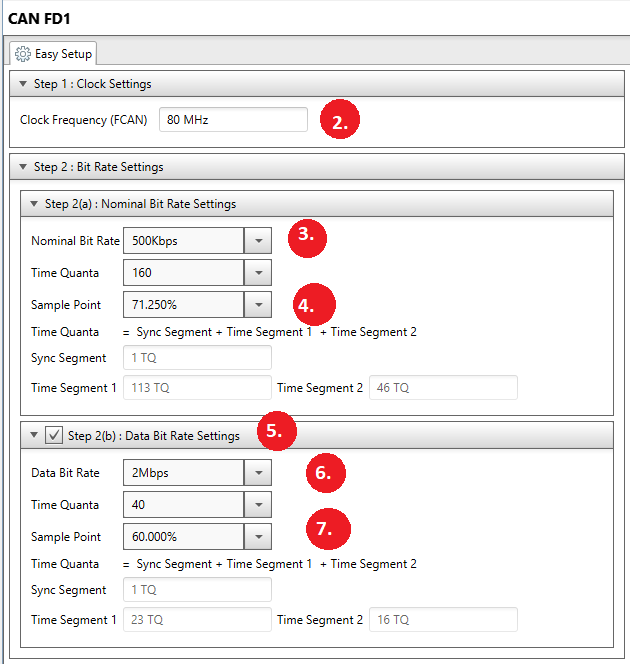 CAN FD1
Easy Setup
Step 1 : Clock Settings
Clock Frequency (FCAN) 80 MHz 2.
Step 2 : Bit Rate Settings
Step 2(a) : Nominal Bit Rate Settings
Nominal Bit Rate 500Kbps 3.
Time Quanta 160
Sample Point 71.250% 4.
Time Quanta = Sync Segment + Time Segment 1 + Time Segment 2
Sync Segment 1 TQ
Time Segment 1 113 TQ Time Segment 2 46 TQ
Step 2(b) : Data Bit Rate Settings 5.
Data Bit Rate 2Mbps 6.
Time Quanta 40
Sample Point 60.000% 7.
Time Quanta = Sync Segment + Time Segment 1 + Time Segment 2
Sync Segment 1 TQ
Time Segment 1 23 TQ Time Segment 2 16 TQ